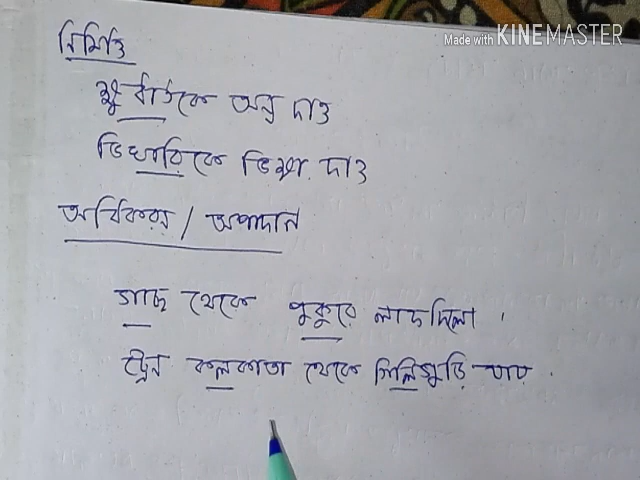 Made with KINEMASTER
নিমিত্ত
ক্ষুধার্তকে অন্ন দাও
ভিখারিকে ভিক্ষা দাও
অধিকরণ / অপাদান
গাছ থেকে পুকুরে লাফ দিলো।
ট্রেন কলকাতা থেকে শিলিগুড়ি যায়.